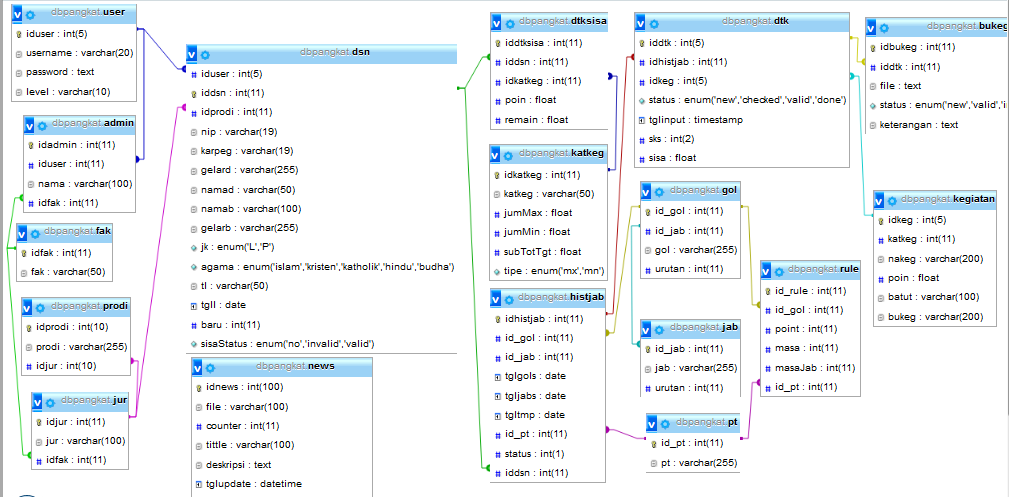 dbpangkat.user
iduser : int(5)
username : varchar(20)
password : text
level : varchar(10)
dbpangkat.admin
idadmin : int(11)
iduser : int(11)
nama : varchar(100)
idfak : int(11)
dbpangkat.fak
idfak : int(11)
fak : varchar(50)
dbpangkat.prodi
idprodi : int(10)
prodi : varchar(255)
idjur : int(10)
dbpangkat.jur
idjur : int(11)
jur : varchar(100)
idfak : int(11)
dbpangkat.dsn
iduser : int(5)
iddsn : int(11)
idprodi : int(11)
nip : varchar(19)
karpeg : varchar(19)
gelard : varchar(255)
namad : varchar(50)
namab : varchar(100)
gelarb : varchar(255)
jk : enum('L','P')
agama : enum('islam','kristen','katholik','hindu','budha')
tl : varchar(50)
tgll : date
baru : int(11)
sisaStatus : enum('no','invalid','valid')
dbpangkat.news
idnews : int(100)
file : varchar(100)
counter : int(11)
tittle : varchar(100)
deskripsi : text
tglupdate : datetime
dbpangkat.dtksisa
iddtksisa : int(11)
iddsn : int(11)
idkatkeg : int(11)
poin : float
remain : float
dbpangkat.katkeg
idkatkeg : int(11)
katkeg : varchar(50)
jumMax : float
jumMin : float
subTotTgt : float
tipe : enum('mx','mn')
dbpangkat.histjab
idhistjab : int(11)
id_gol : int(11)
id_jab : int(11)
tglgols : date
tgljabs : date
tgltmp : date
id_pt : int(11)
status : int(1)
iddsn : int(11)
dbpangkat.dtk
iddtk : int(5)
idhistjab : int(11)
idkeg : int(5)
status : enum('new','checked','valid','done')
tglinput : timestamp
sks : int(2)
sisa : float
dbpangkat.gol
id_gol : int(11)
id_jab : int(11)
gol : varchar(255)
urutan : int(11)
dbpangkat.jab
id_jab : int(11)
jab : varchar(255)
urutan : int(11)
dbpangkat.pt
id_pt : int(11)
pt : varchar(255)
dbpangkat.rule
id_rule : int(11)
id_gol : int(11)
point : int(11)
masa : int(11)
masaJab : int(11)
id_pt : int(11)
dbpangkat.bukeg
idbukeg : int(11)
iddtk : int(11)
file : text
status : enum('new','valid','i
keterangan : text
dbpangkat.kegiatan
idkeg : int(5)
katkeg : int(11)
nakeg : varchar(200)
poin : float
batut : varchar(100)
bukeg : varchar(200)